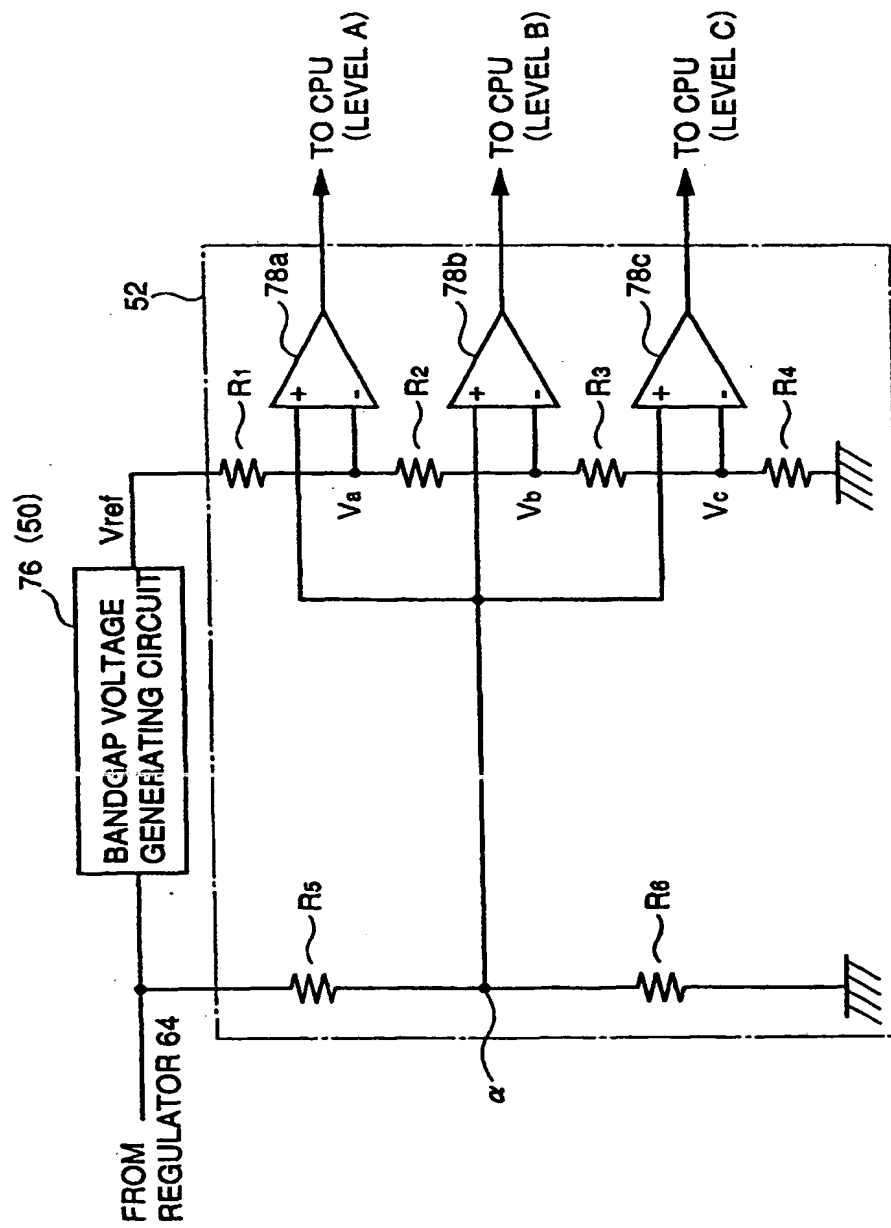 FROM
REGULATOR 64
BANDGAP VOLTAGE
GENERATING CIRCUIT
76 (50)
Vref
52
R5
α
R6
R1
Va
R2
Vb
R3
Vc
R4
+
-
78a
+
-
78b
+
-
78c
TO CPU
(LEVEL A)
TO CPU
(LEVEL B)
TO CPU
(LEVEL C)